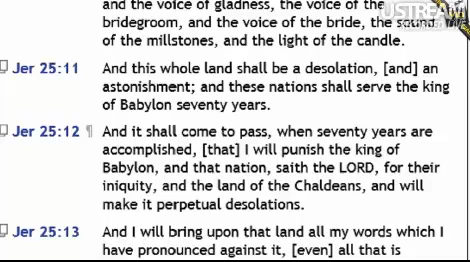 and the voice of gladness, the voice of the
bridegroom, and the voice of the bride, the sound
of the millstones, and the light of the candle.
Jer 25:11 And this whole land shall be a desolation, [and] an
astonishment; and these nations shall serve the king
of Babylon seventy years.
Jer 25:12 ¶ And it shall come to pass, when seventy years are
accomplished, [that] I will punish the king of
Babylon, and that nation, saith the LORD, for their
iniquity, and the land of the Chaldeans, and will
make it perpetual desolations.
Jer 25:13 And I will bring upon that land all my words which I
have pronounced against it, [even] all that is
USTREAM